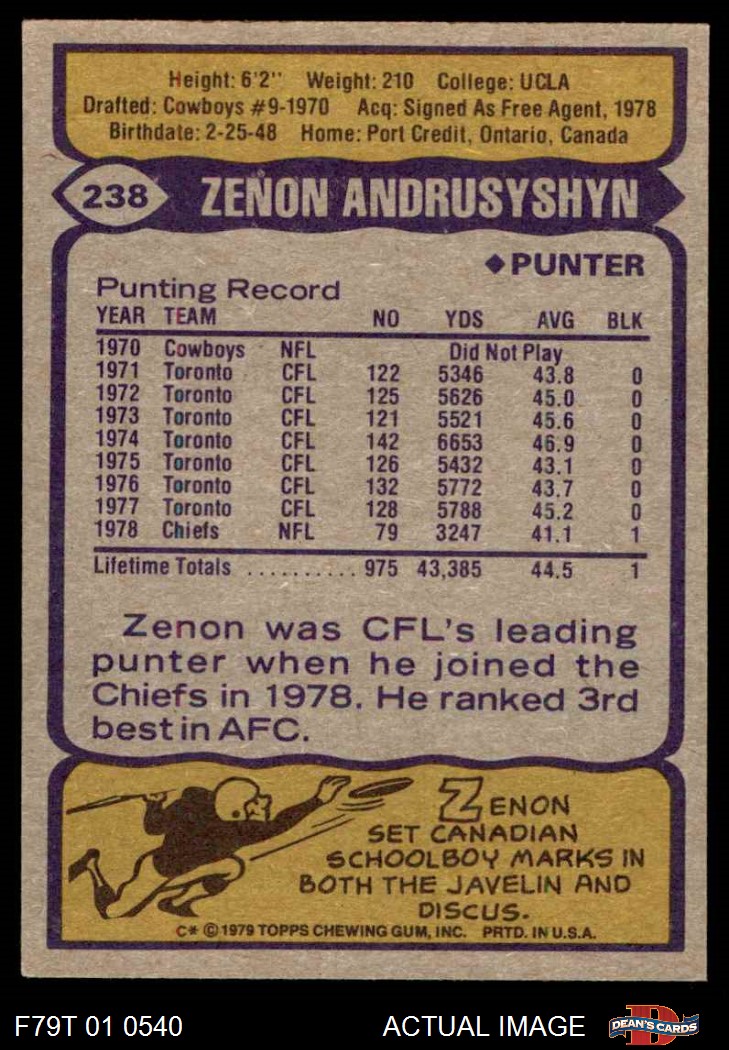 Height: 6'2" Weight: 210 College: UCLA
Drafted: Cowboys #9-1970 Acq: Signed As Free Agent, 1978
Birthdate: 2-25-48 Home: Port Credit, Ontario, Canada
238 ZENON ANDRUSYSHYN
◆PUNTER
Punting Record
YEAR TEAM NO YDS AVG BLK
1970 Cowboys NFL Did Not Play
1971 Toronto CFL 122 5346 43.8 0
1972 Toronto CFL 125 5626 45.0 0
1973 Toronto CFL 121 5521 45.6 0
1974 Toronto CFL 142 6653 46.9 0
1975 Toronto CFL 126 5432 43.1 0
1976 Toronto CFL 132 5772 43.7 0
1977 Toronto CFL 128 5788 45.2 0
1978 Chiefs NFL 79 3247 41.1 1
Lifetime Totals .......... 975 43,385 44.5 1
Zenon was CFL's leading
punter when he joined the
Chiefs in 1978. He ranked 3rd
best in AFC.
ZENON
SET CANADIAN
SCHOOLBOY MARKS IN
BOTH THE JAVELIN AND
DISCUS.
C* © 1979 TOPPS CHEWING GUM, INC. PRTD. IN U.S.A.
F79T 01 0540 ACTUAL IMAGE D DEAN'S CARDS